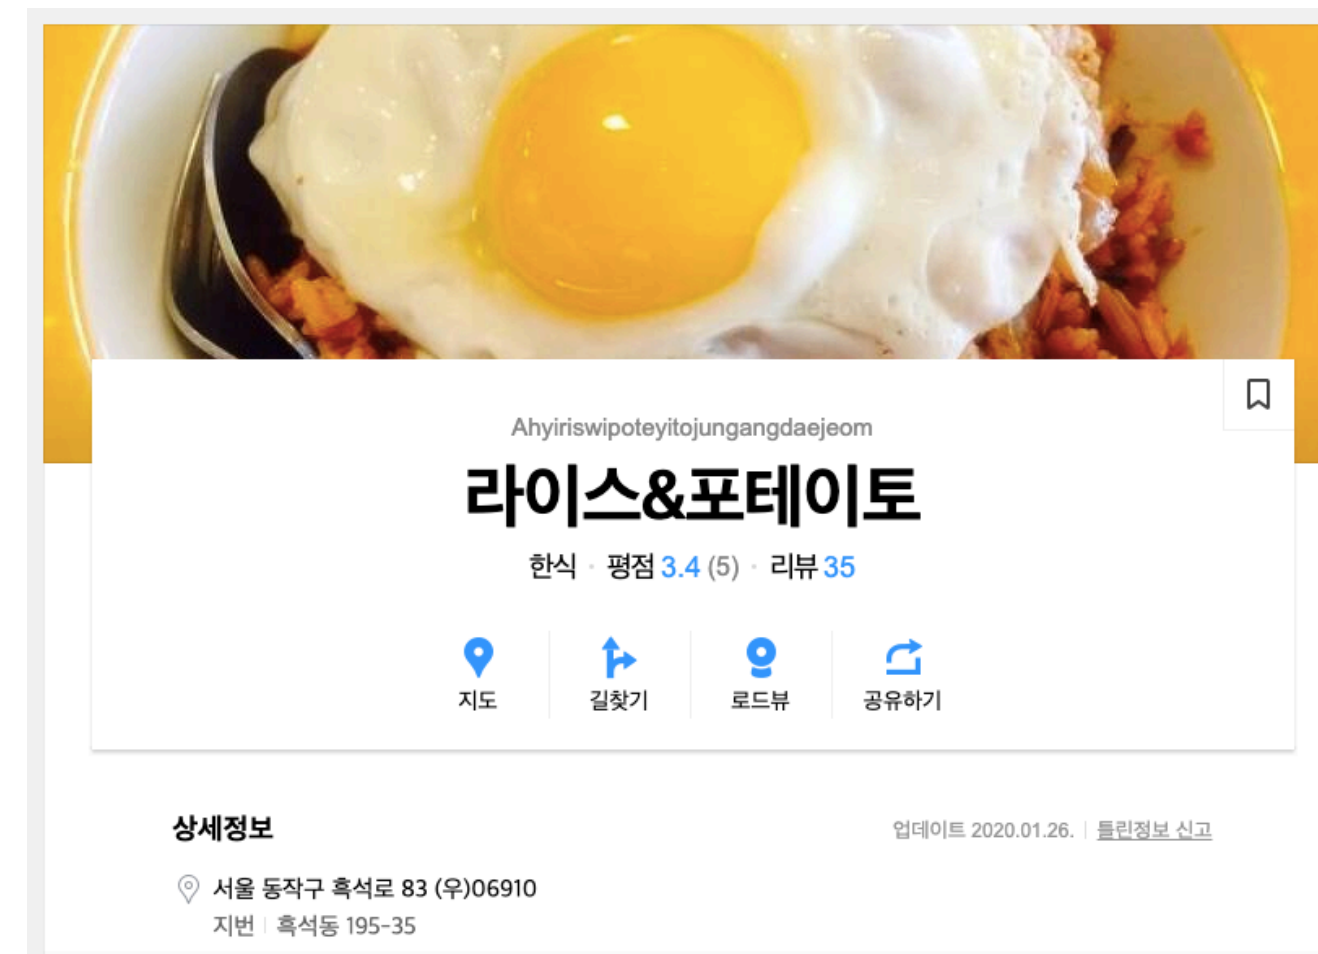 Ahyiriswipoteyitojungangdaejeom
라이스&포테이토
한식 · 평점 3.4 (5) · 리뷰 35
지도 길찾기 로드뷰 공유하기
상세정보 업데이트 2020.01.26. | 틀린정보 신고
서울 동작구 흑석로 83 (우)06910
지번 | 흑석동 195-35